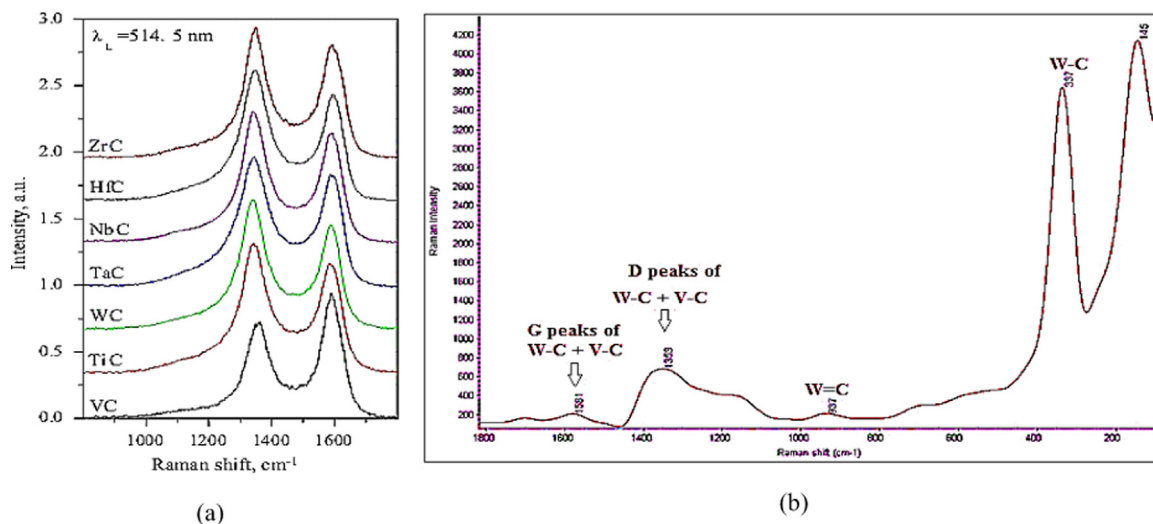 (a)
3.0
λL =514. 5 nm
2.5
ZrC
2.0
HfC
1.5
NbC
TaC
1.0
WC
0.5
TiC
VC
0.0
1000 1200 1400 1600
Intensity, a.u.
Raman shift, cm-1
(b)
4200
4000
3800
3600
3400
3200
3000
2800
2600
2400
2200
2000
1800
1600
1400
1200
1000
800
600
400
200
Raman Intensity
145
W-C
337
D peaks of
W-C + V-C
1353
G peaks of
W-C + V-C
1581
W=C
937
1800 1600 1400 1200 1000 800 600 400 200
Raman shift (cm-1)
(a)
(b)